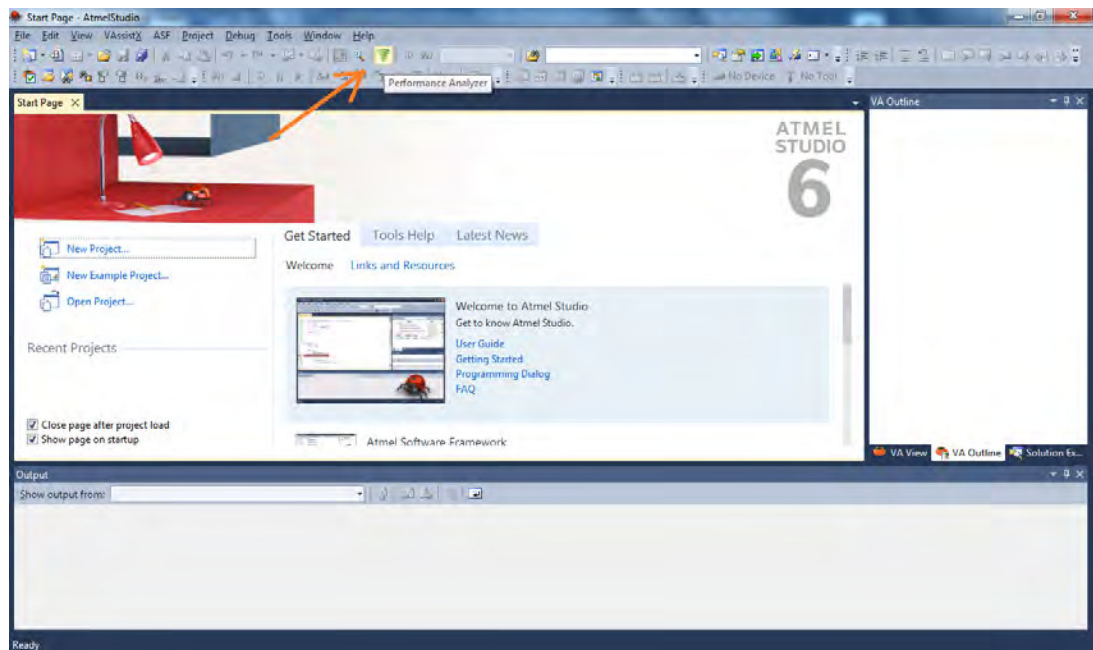 Start Page - AtmelStudio
File Edit View VAssistX ASF Project Debug Tools Window Help
No Device No Tool
Performance Analyzer
Start Page
VA Outline
ATMEL
STUDIO
6
New Project...
New Example Project...
Open Project...
Recent Projects
Close page after project load
Show page on startup
Get Started Tools Help Latest News
Welcome Links and Resources
Welcome to Atmel Studio
Get to know Atmel Studio.
User Guide
Getting Started
Programming Dialog
FAQ
Atmel Software Framework
VA View VA Outline Solution Ex...
Output
Show output from:
Ready